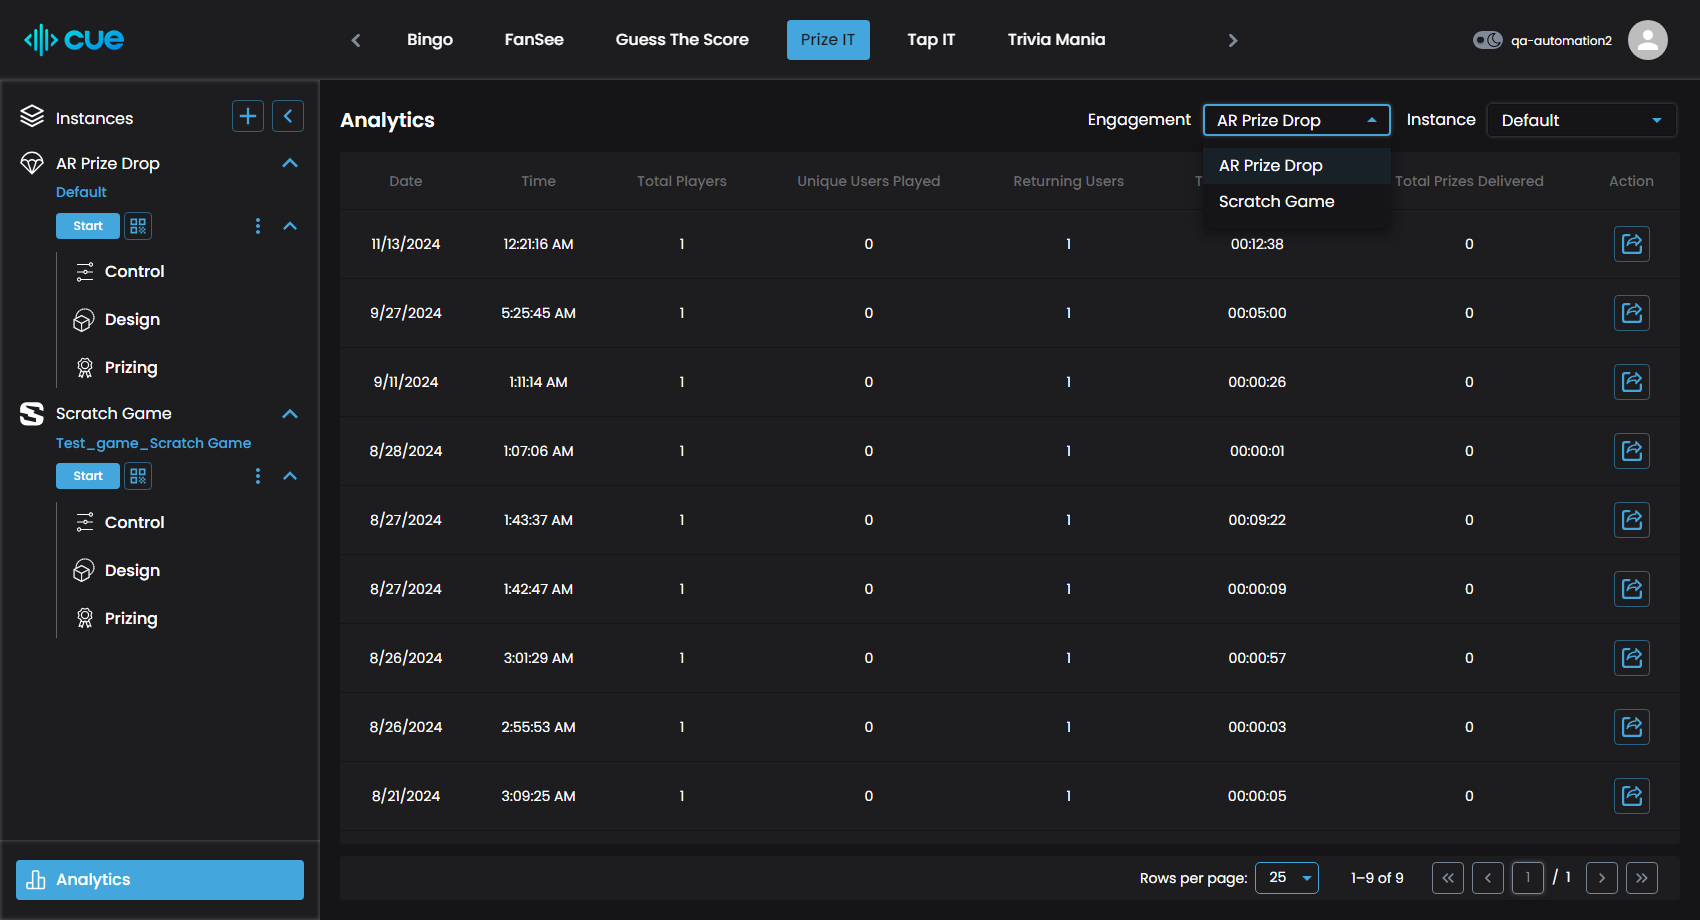 cue
Bingo
FanSee
Guess The Score
Prize IT
Tap IT
Trivia Mania
qa-automation2
Instances
AR Prize Drop
Default
Start
Control
Design
Prizing
Scratch Game
Test_game_Scratch Game
Start
Control
Design
Prizing
Analytics
Analytics
Engagement AR Prize Drop Instance Default
AR Prize Drop
Scratch Game
Date Time Total Players Unique Users Played Returning Users Total Prizes Delivered Action
11/13/2024 12:21:16 AM 1 0 1 00:12:38 0
9/27/2024 5:25:45 AM 1 0 1 00:05:00 0
9/11/2024 1:11:14 AM 1 0 1 00:00:26 0
8/28/2024 1:07:06 AM 1 0 1 00:00:01 0
8/27/2024 1:43:37 AM 1 0 1 00:09:22 0
8/27/2024 1:42:47 AM 1 0 1 00:00:09 0
8/26/2024 3:01:29 AM 1 0 1 00:00:57 0
8/26/2024 2:55:53 AM 1 0 1 00:00:03 0
8/21/2024 3:09:25 AM 1 0 1 00:00:05 0
Rows per page: 25 1–9 of 9 1 / 1